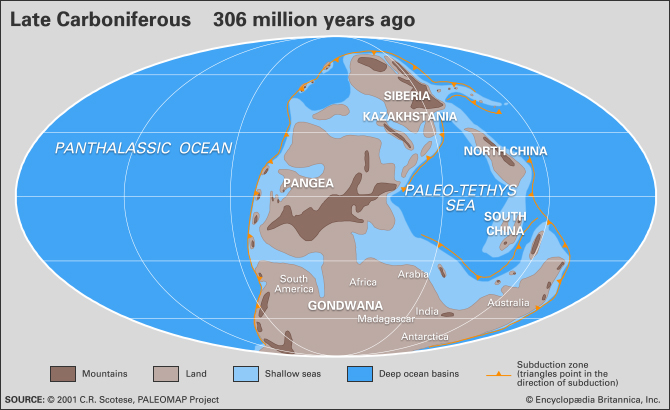 Late Carboniferous 306 million years ago
SIBERIA
KAZAKHSTANIA
PANTHALASSIC OCEAN
NORTH CHINA
PANGEA
PALEO-TETHYS
SEA
SOUTH
CHINA
South
America
Africa
Arabia
GONDWANA
India
Australia
Madagascar
Antarctica
Mountains
Land
Shallow seas
Deep ocean basins
Subduction zone
(triangles point in the
direction of subduction)
SOURCE: © 2001 C.R. Scotese, PALEOMAP Project
© Encyclopædia Britannica, Inc.